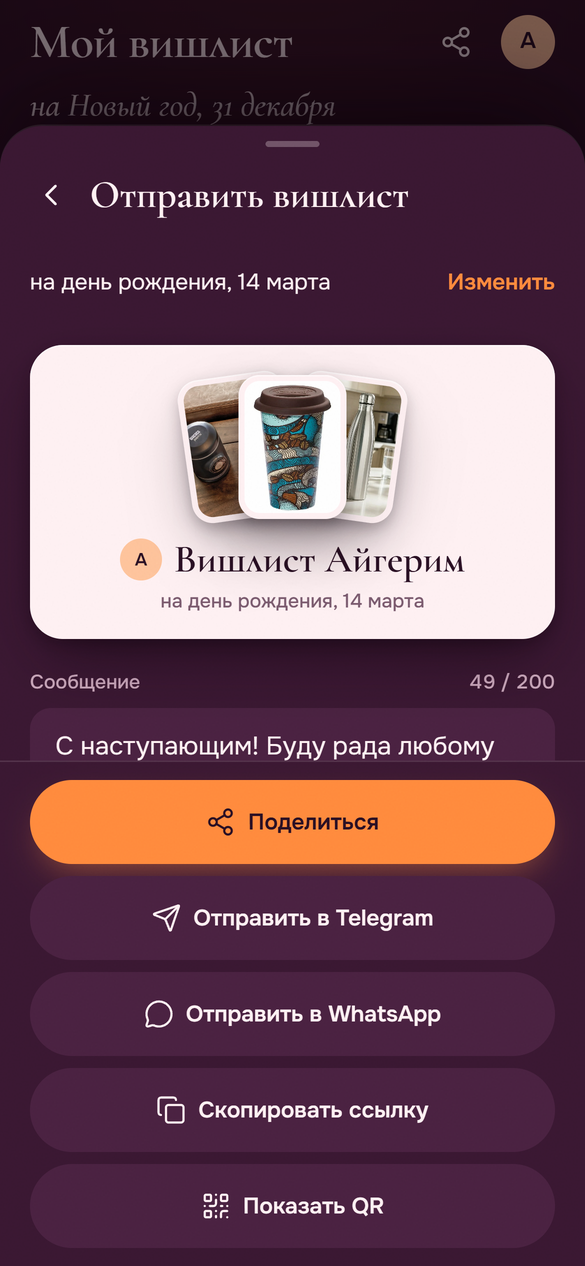 Мой вишлист
А
на Новый год, 31 декабря
Отправить вишлист
на день рождения, 14 марта
Изменить
А
Вишлист Айгерим
на день рождения, 14 марта
Сообщение
49 / 200
С наступающим! Буду рада любому
Поделиться
Отправить в Telegram
Отправить в WhatsApp
Скопировать ссылку
Показать QR